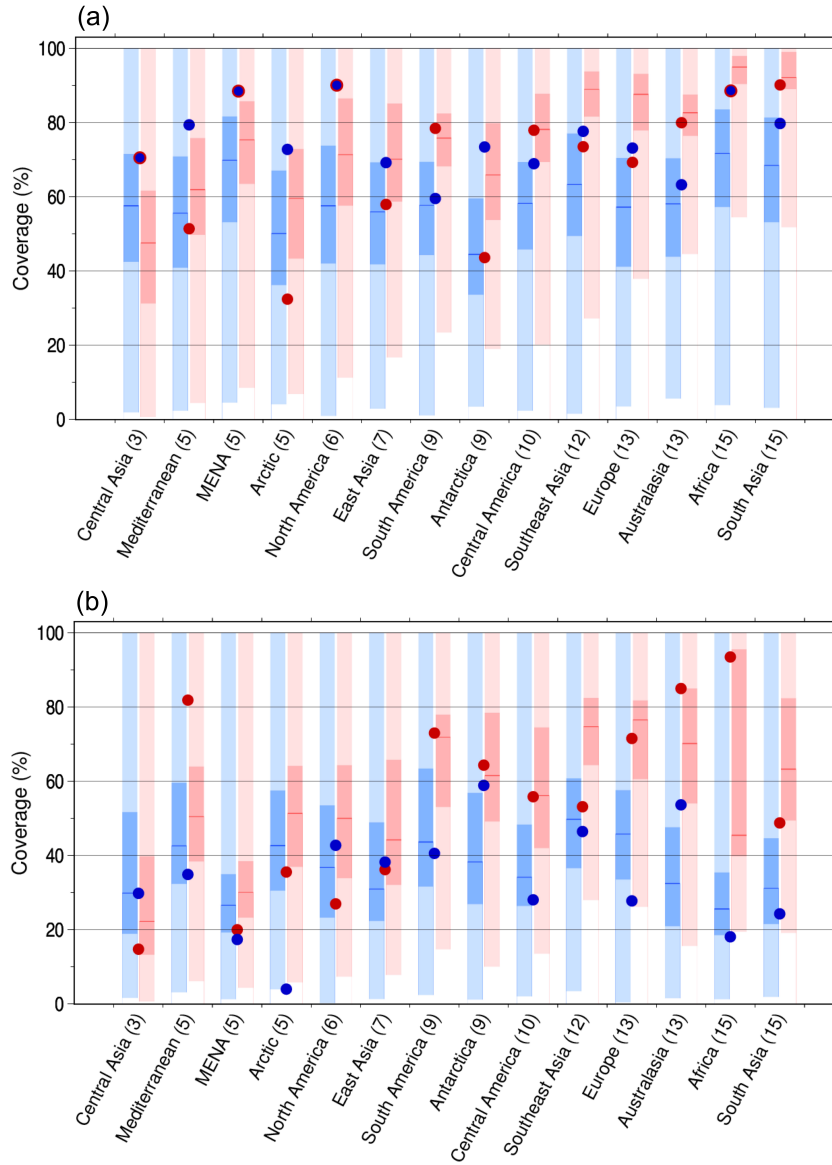 (a)
100
80
60
40
20
0
Coverage (%)
Central Asia (3)
Mediterranean (5)
MENA (5)
Arctic (5)
North America (6)
East Asia (7)
South America (9)
Antarctica (9)
Central America (10)
Southeast Asia (12)
Europe (13)
Australasia (13)
Africa (15)
South Asia (15)
(b)
100
80
60
40
20
0
Coverage (%)
Central Asia (3)
Mediterranean (5)
MENA (5)
Arctic (5)
North America (6)
East Asia (7)
South America (9)
Antarctica (9)
Central America (10)
Southeast Asia (12)
Europe (13)
Australasia (13)
Africa (15)
South Asia (15)